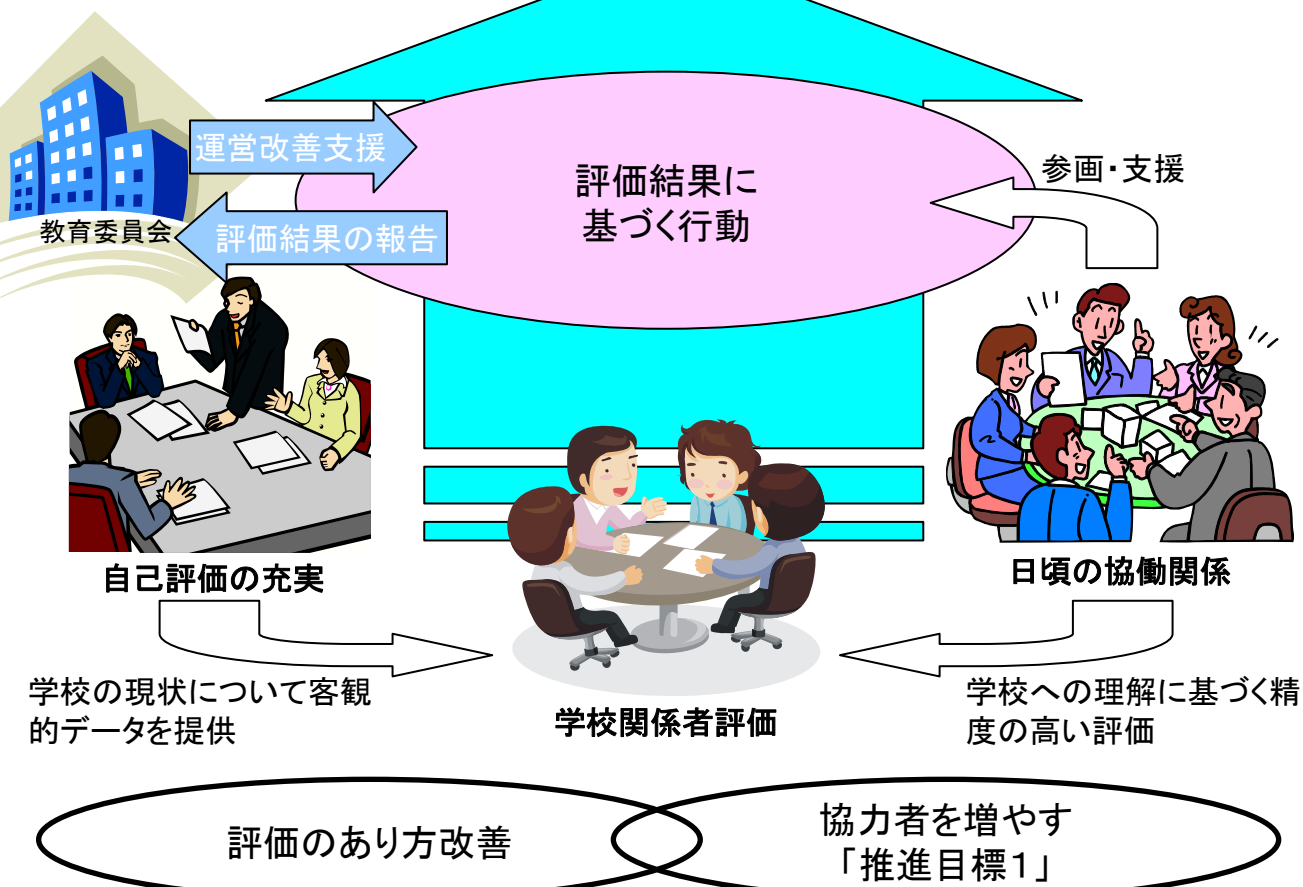 運営改善支援
評価結果に
基づく行動
参画・支援
教育委員会
評価結果の報告
自己評価の充実
日頃の協働関係
学校の現状について客観
的データを提供
学校関係者評価
学校への理解に基づく精
度の高い評価
評価のあり方改善
協力者を増やす
「推進目標１」